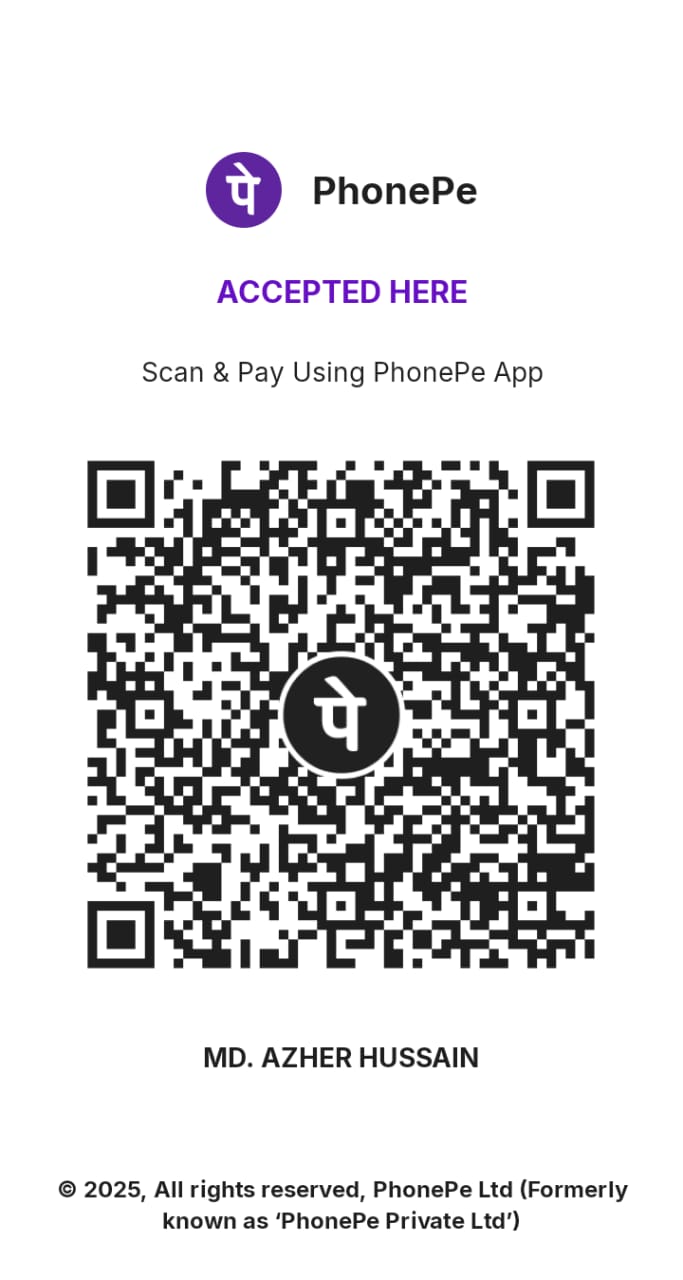 पे PhonePe
ACCEPTED HERE
Scan & Pay Using PhonePe App
पे
MD. AZHER HUSSAIN
© 2025, All rights reserved, PhonePe Ltd (Formerly
known as ‘PhonePe Private Ltd’)